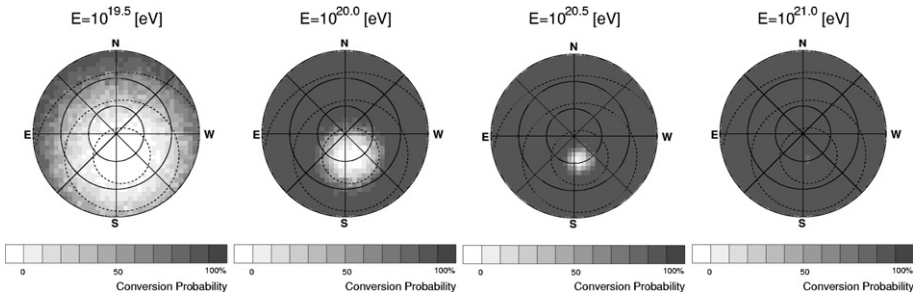 E=10^19.5 [eV] E=10^20.0 [eV] E=10^20.5 [eV] E=10^21.0 [eV]
N N N N
E W E W E W E W
S S S S
0 50 100% 0 50 100% 0 50 100% 0 50 100%
Conversion Probability Conversion Probability Conversion Probability Conversion Probability